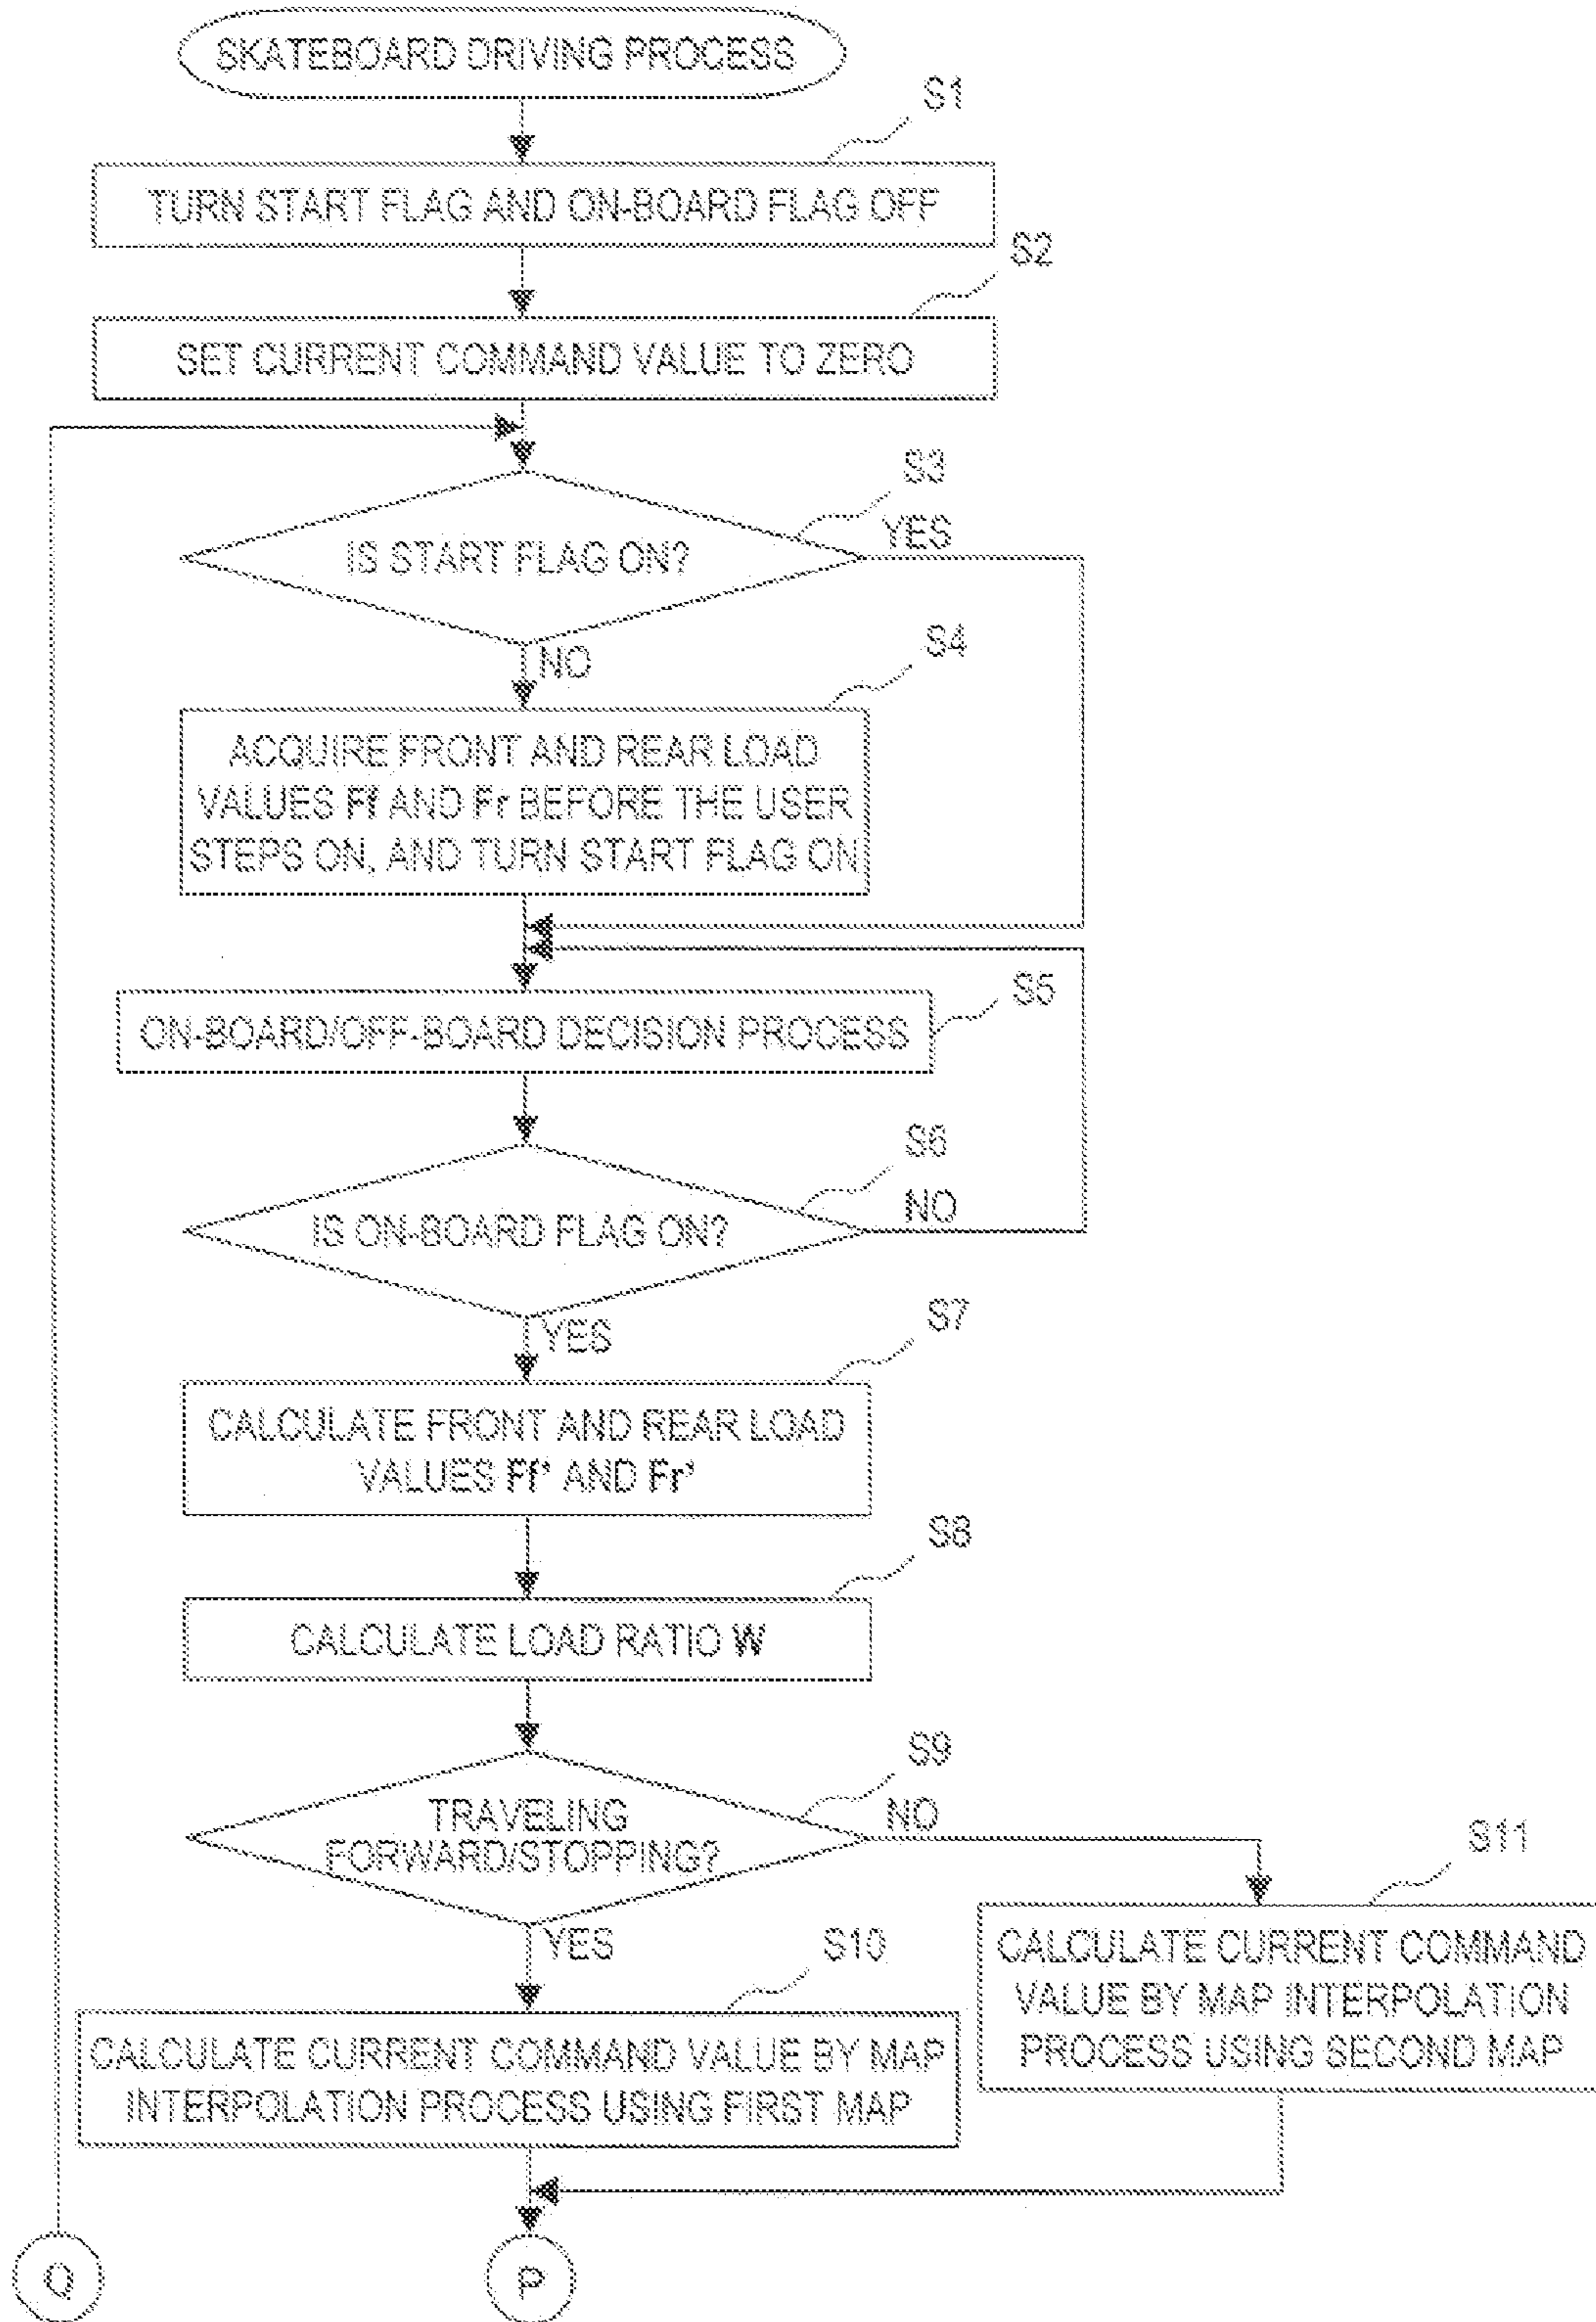 SKATEBOARD DRIVING PROCESS
S1
TURN START FLAG AND ON-BOARD FLAG OFF
S2
SET CURRENT COMMAND VALUE TO ZERO
S3
YES
IS START FLAG ON?
NO
S4
ACQUIRE FRONT AND REAR LOAD
VALUES Ff AND Fr BEFORE THE USER
STEPS ON, AND TURN START FLAG ON
S5
ON-BOARD/OFF-BOARD DECISION PROCESS
S6
NO
IS ON-BOARD FLAG ON?
YES
S7
CALCULATE FRONT AND REAR LOAD
VALUES Ff' AND Fr'
S8
CALCULATE LOAD RATIO W
S9
NO
TRAVELING
FORWARD/STOPPING?
YES
S10
CALCULATE CURRENT COMMAND VALUE BY MAP
INTERPOLATION PROCESS USING FIRST MAP
S11
CALCULATE CURRENT COMMAND
VALUE BY MAP INTERPOLATION
PROCESS USING SECOND MAP
Q
P